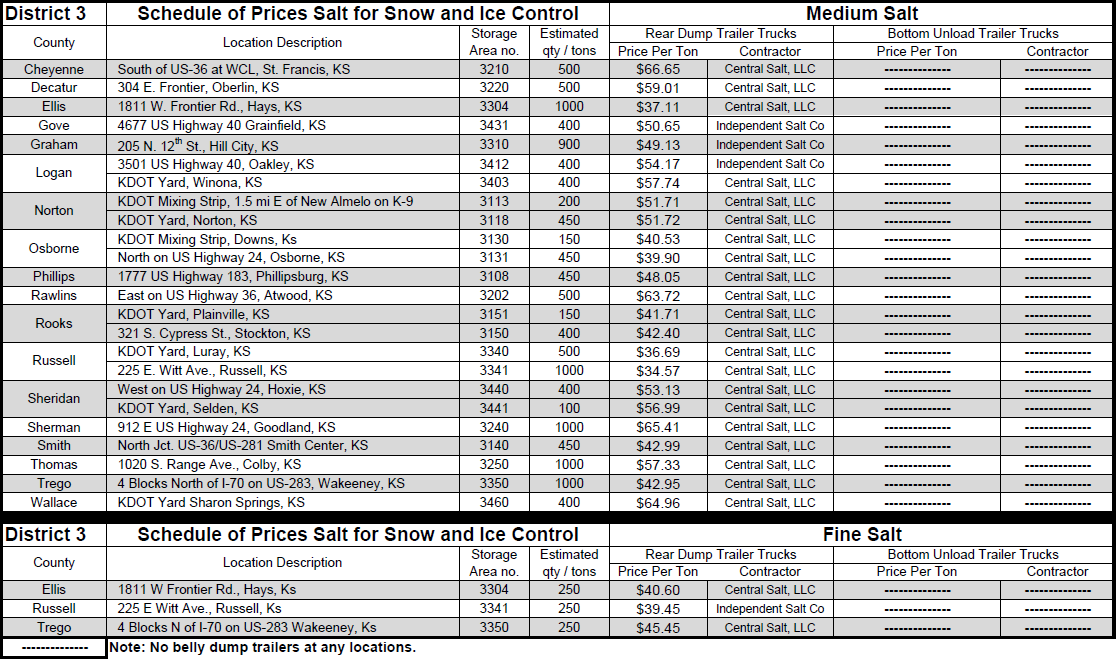 District 3 Schedule of Prices Salt for Snow and Ice Control Medium Salt
County Location Description Storage Area no. Estimated qty / tons Rear Dump Trailer Trucks Bottom Unload Trailer Trucks
Price Per Ton Contractor Price Per Ton Contractor
Cheyenne South of US-36 at WCL, St. Francis, KS 3210 500 $66.65 Central Salt, LLC -------------- --------------
Decatur 304 E. Frontier, Oberlin, KS 3220 500 $59.01 Central Salt, LLC -------------- --------------
Ellis 1811 W. Frontier Rd., Hays, KS 3304 1000 $37.11 Central Salt, LLC -------------- --------------
Gove 4677 US Highway 40 Grainfield, KS 3431 400 $50.65 Independent Salt Co -------------- --------------
Graham 205 N. 12th St., Hill City, KS 3310 900 $49.13 Independent Salt Co -------------- --------------
Logan 3501 US Highway 40, Oakley, KS 3412 400 $54.17 Independent Salt Co -------------- --------------
KDOT Yard, Winona, KS 3403 400 $57.74 Central Salt, LLC -------------- --------------
Norton KDOT Mixing Strip, 1.5 mi E of New Almelo on K-9 3113 200 $51.71 Central Salt, LLC -------------- --------------
KDOT Yard, Norton, KS 3118 450 $51.72 Central Salt, LLC -------------- --------------
Osborne KDOT Mixing Strip, Downs, Ks 3130 150 $40.53 Central Salt, LLC -------------- --------------
North on US Highway 24, Osborne, KS 3131 450 $39.90 Central Salt, LLC -------------- --------------
Phillips 1777 US Highway 183, Phillipsburg, KS 3108 450 $48.05 Central Salt, LLC -------------- --------------
Rawlins East on US Highway 36, Atwood, KS 3202 500 $63.72 Central Salt, LLC -------------- --------------
Rooks KDOT Yard, Plainville, KS 3151 150 $41.71 Central Salt, LLC -------------- --------------
321 S. Cypress St., Stockton, KS 3150 400 $42.40 Central Salt, LLC -------------- --------------
Russell KDOT Yard, Luray, KS 3340 500 $36.69 Central Salt, LLC -------------- --------------
225 E. Witt Ave., Russell, KS 3341 1000 $34.57 Central Salt, LLC -------------- --------------
Sheridan West on US Highway 24, Hoxie, KS 3440 400 $53.13 Central Salt, LLC -------------- --------------
KDOT Yard, Selden, KS 3441 100 $56.99 Central Salt, LLC -------------- --------------
Sherman 912 E US Highway 24, Goodland, KS 3240 1000 $65.41 Central Salt, LLC -------------- --------------
Smith North Jct. US-36/US-281 Smith Center, KS 3140 450 $42.99 Central Salt, LLC -------------- --------------
Thomas 1020 S. Range Ave., Colby, KS 3250 1000 $57.33 Central Salt, LLC -------------- --------------
Trego 4 Blocks North of I-70 on US-283, Wakeeney, KS 3350 1000 $42.95 Central Salt, LLC -------------- --------------
Wallace KDOT Yard Sharon Springs, KS 3460 400 $64.96 Central Salt, LLC -------------- --------------
District 3 Schedule of Prices Salt for Snow and Ice Control Fine Salt
County Location Description Storage Area no. Estimated qty / tons Rear Dump Trailer Trucks Bottom Unload Trailer Trucks
Price Per Ton Contractor Price Per Ton Contractor
Ellis 1811 W Frontier Rd., Hays, Ks 3304 250 $40.60 Central Salt, LLC -------------- --------------
Russell 225 E Witt Ave., Russell, Ks 3341 250 $39.45 Independent Salt Co -------------- --------------
Trego 4 Blocks N of I-70 on US-283 Wakeeney, Ks 3350 250 $45.45 Central Salt, LLC -------------- --------------
-------------- Note: No belly dump trailers at any locations.